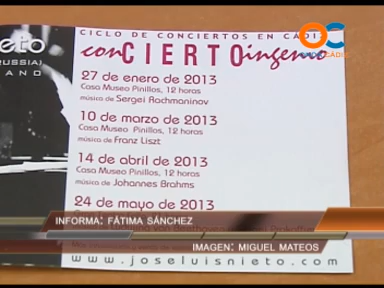 CICLO DE CONCIERTOS EN CÁDIZ
conCIERTOingenio
27 de enero de 2013
Casa Museo Pinillos, 12 horas
música de Sergei Rachmaninov
10 de marzo de 2013
Casa Museo Pinillos, 12 horas
música de Franz Liszt
14 de abril de 2013
Casa Museo Pinillos, 12 horas
música de Johannes Brahms
24 de mayo de 2013
INFORMA: FÁTIMA SÁNCHEZ
IMAGEN: MIGUEL MATEOS
www.joseluisnieto.com
nieto
(RUSSIA)
ANO